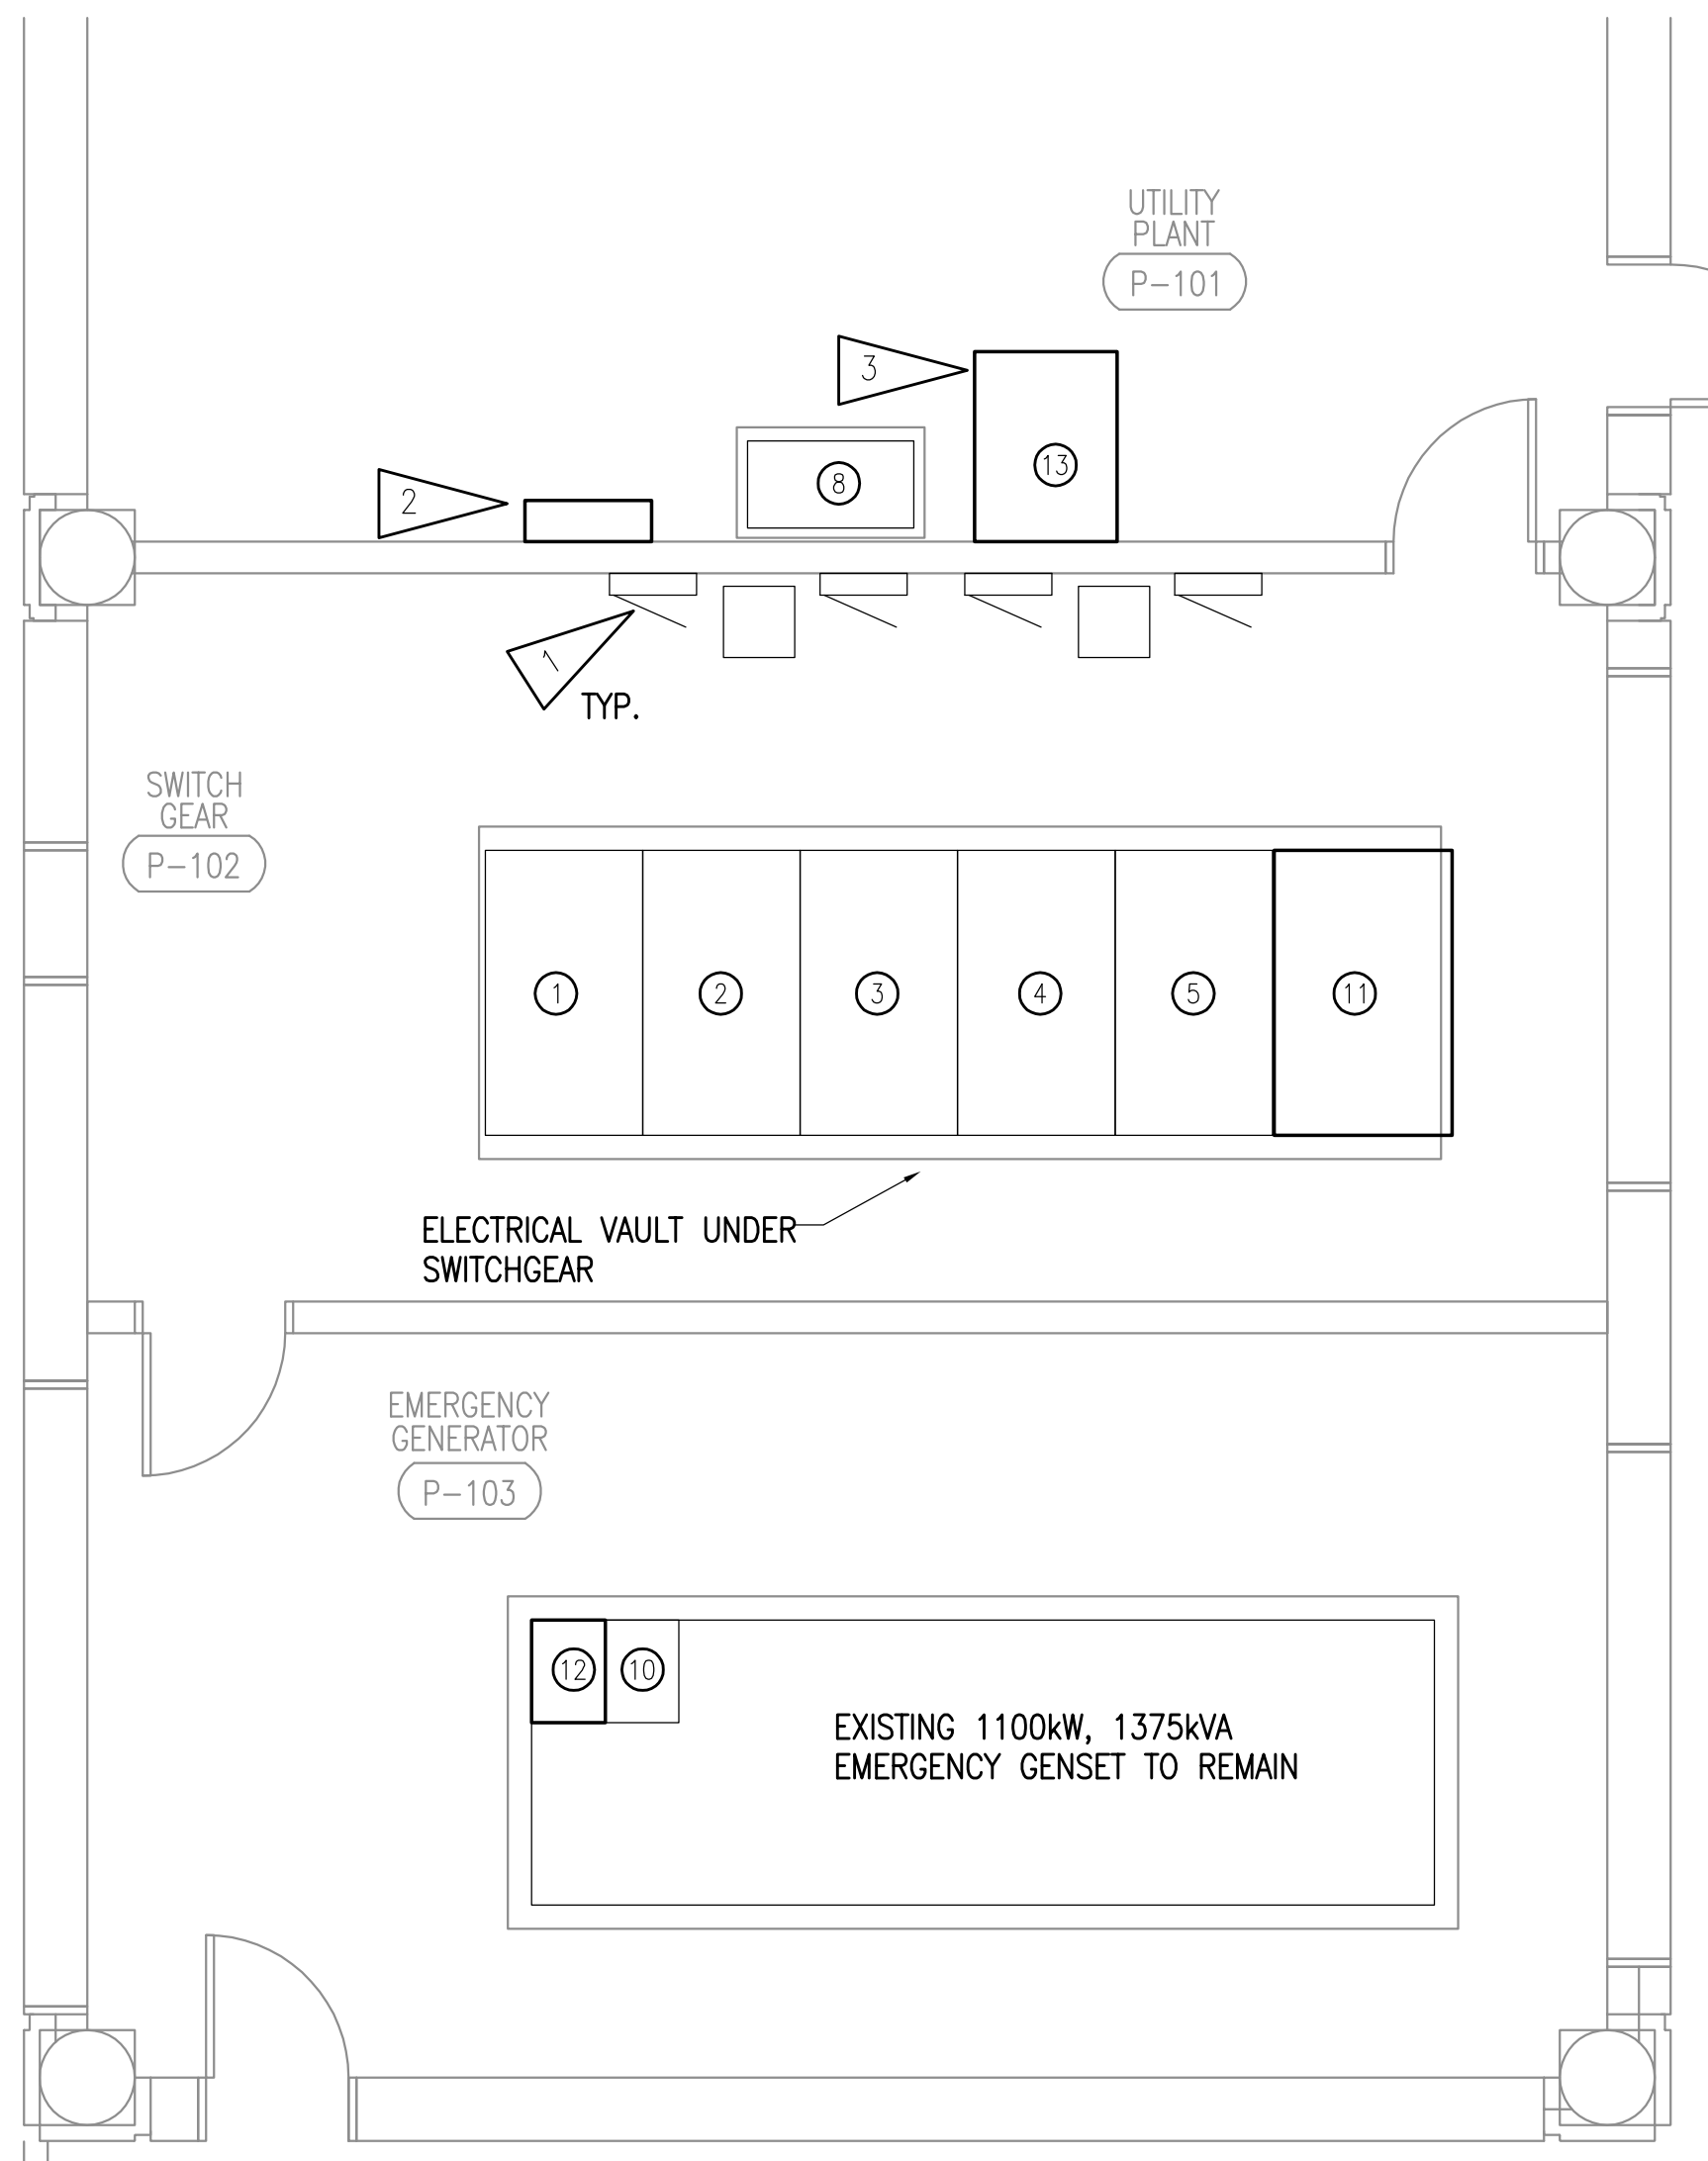 UTILITY
PLANT
P-101
3
13
8
2
1
TYP.
SWITCH
GEAR
P-102
1
2
3
4
5
11
ELECTRICAL VAULT UNDER
SWITCHGEAR
EMERGENCY
GENERATOR
P-103
12
10
EXISTING 1100kW, 1375kVA
EMERGENCY GENSET TO REMAIN